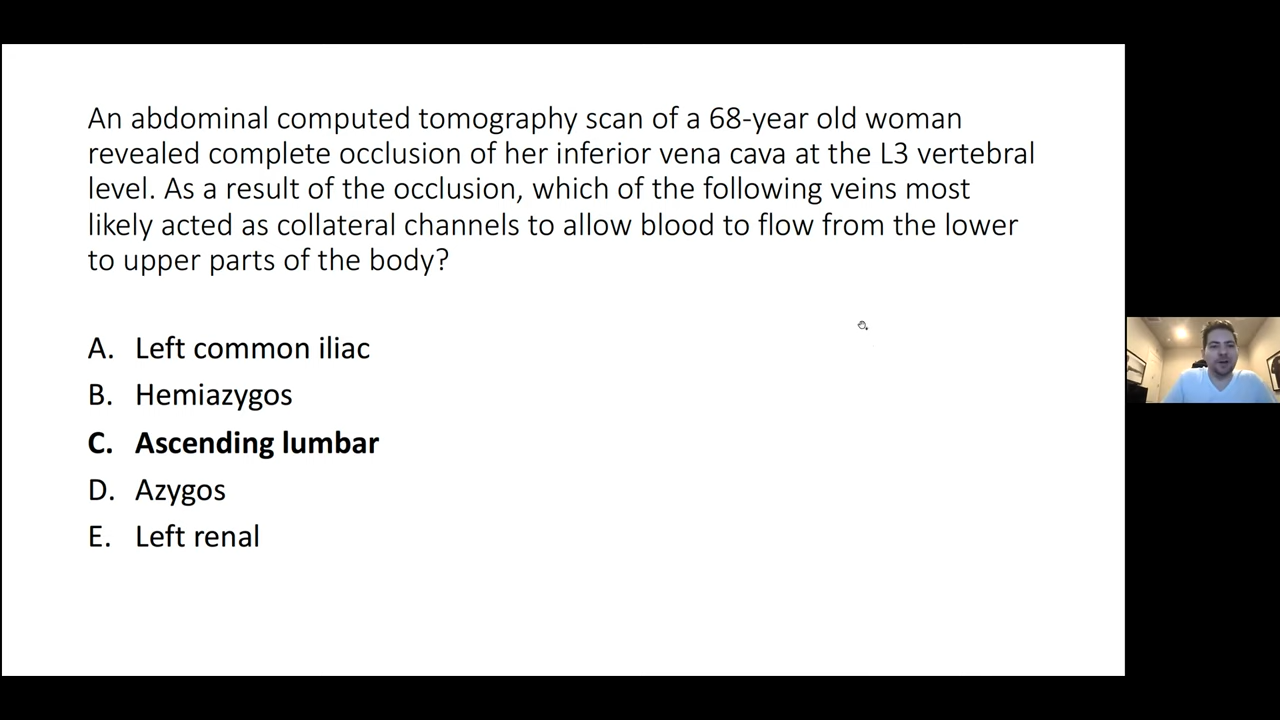 An abdominal computed tomography scan of a 68-year old woman
revealed complete occlusion of her inferior vena cava at the L3 vertebral
level. As a result of the occlusion, which of the following veins most
likely acted as collateral channels to allow blood to flow from the lower
to upper parts of the body?
A. Left common iliac
B. Hemiazygos
C. Ascending lumbar
D. Azygos
E. Left renal